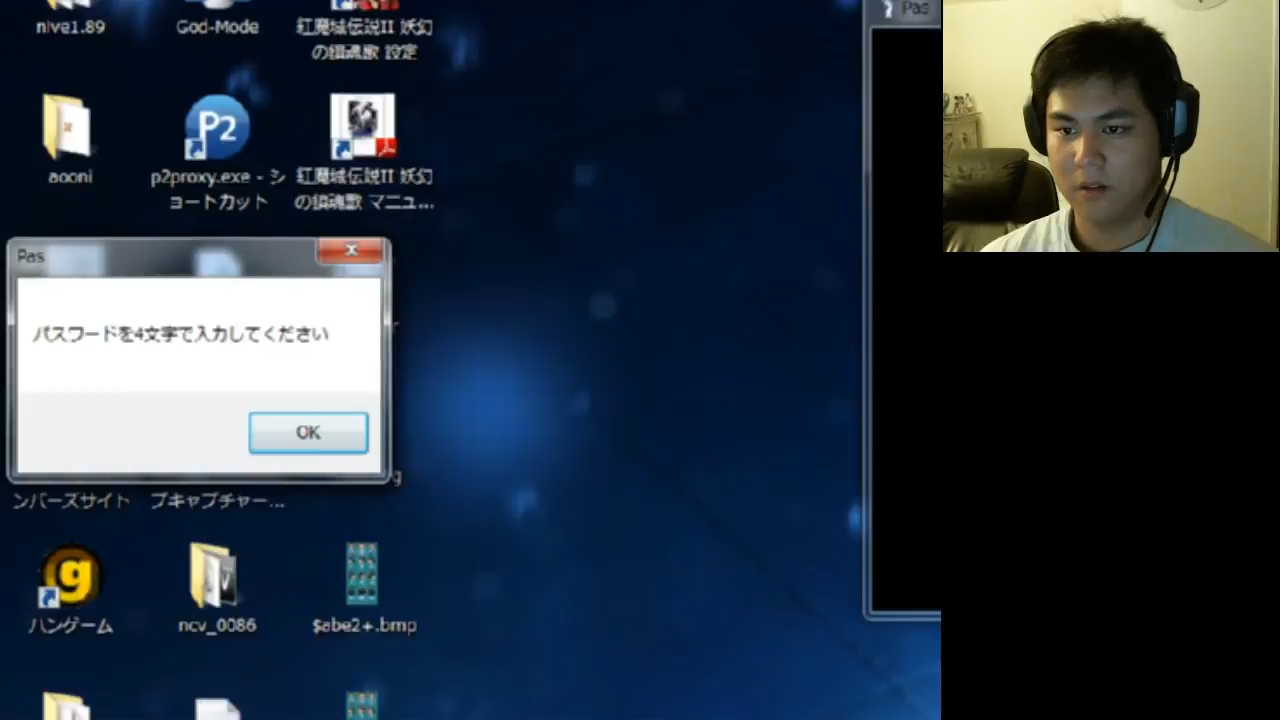 nive1.89
God-Mode
紅魔城伝説II 妖幻
の鎮魂歌 設定
Pas
aooni
p2proxy.exe - シ
ョートカット
紅魔城伝説II 妖幻
の鎮魂歌 マニュ...
Pas
パスワードを4文字で入力してください
OK
ンバーズサイト
プキャプチャー...
ハンゲーム
ncv_0086
$abe2+.bmp